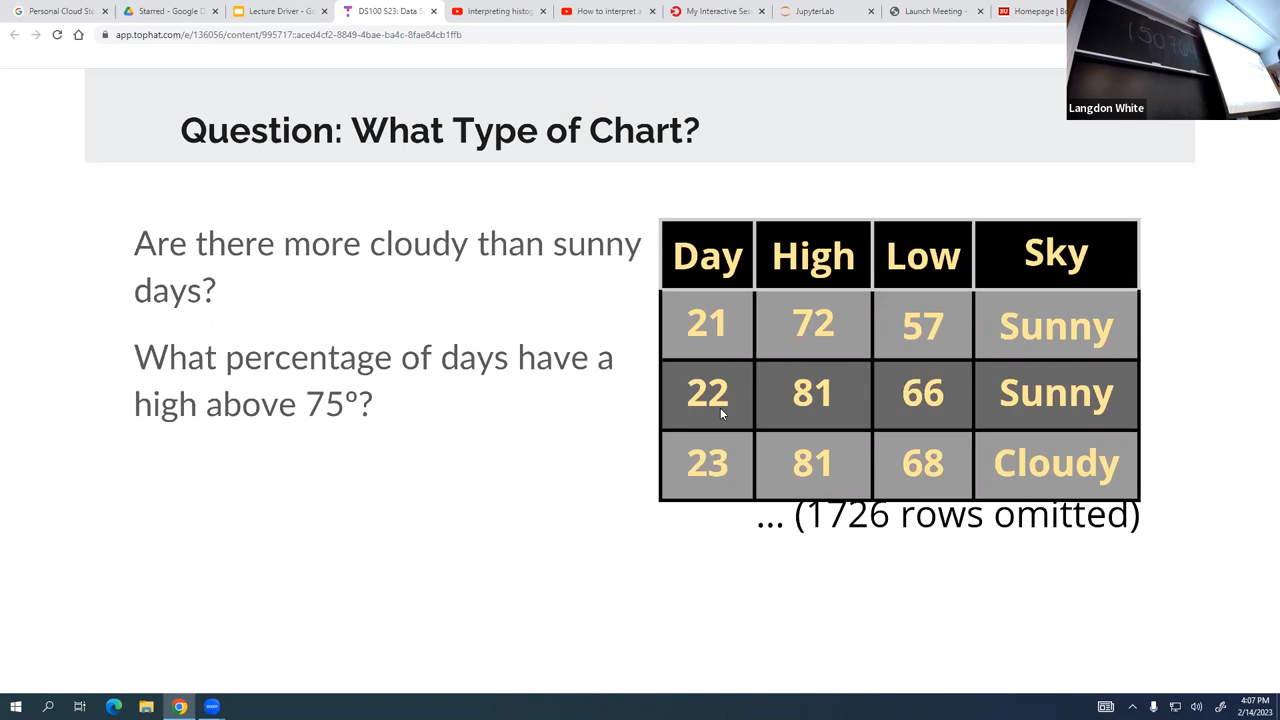 Personal Cloud Sto
Starred - Google D
Lecture Driver - Go
DS100 S23: Data S
Interpreting histog
How to interpret a
My Interactive Ses
JupyterLab
Launch Meeting -
Homepage | Bo
app.tophat.com/e/136056/content/995717::aced4cf2-8849-4bae-ba4c-8fae84cb1ffb
Langdon White
Question: What Type of Chart?
Are there more cloudy than sunny
days?
What percentage of days have a
high above 75º?
Day High Low Sky
21 72 57 Sunny
22 81 66 Sunny
23 81 68 Cloudy
... (1726 rows omitted)
4:07 PM
2/14/2023